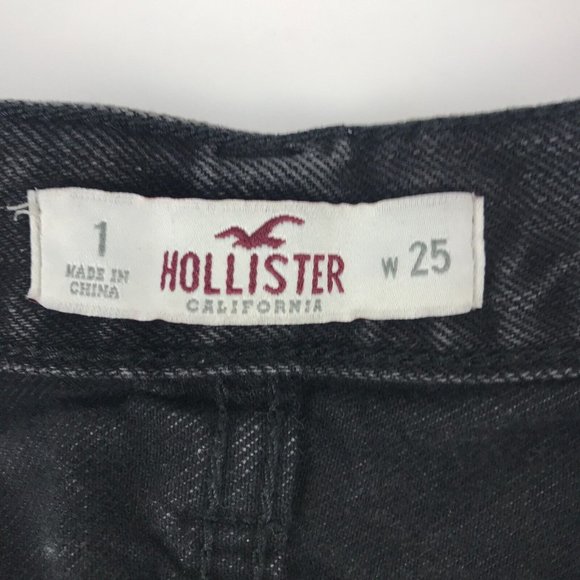 1
MADE IN
CHINA
HOLLISTER
CALIFORNIA
W 25